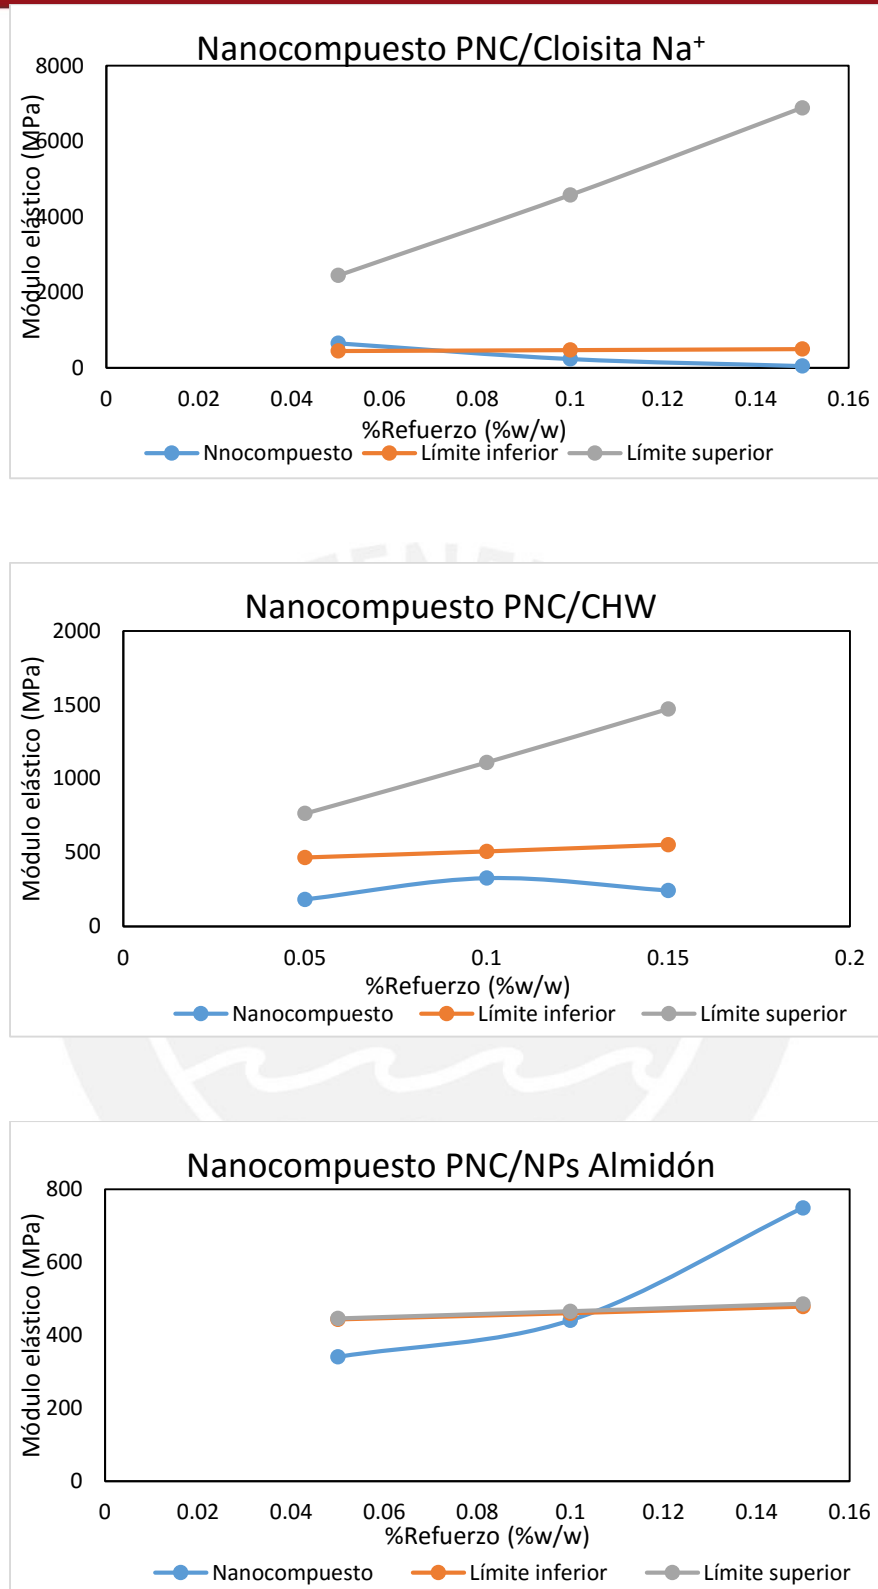 Nanocompuesto PNC/Cloisita Na⁺
Módulo elástico (MPa)
8000
6000
4000
2000
0
0 0.02 0.04 0.06 0.08 0.1 0.12 0.14 0.16
%Refuerzo (%w/w)
Nnocompuesto Límite inferior Límite superior
TEN
Nanocompuesto PNC/CHW
Módulo elástico (MPa)
2000
1500
1000
500
0
0 0.05 0.1 0.15 0.2
%Refuerzo (%w/w)
Nanocompuesto Límite inferior Límite superior
Nanocompuesto PNC/NPs Almidón
Módulo elástico (MPa)
800
600
400
200
0
0 0.02 0.04 0.06 0.08 0.1 0.12 0.14 0.16
%Refuerzo (%w/w)
Nanocompuesto Límite inferior Límite superior